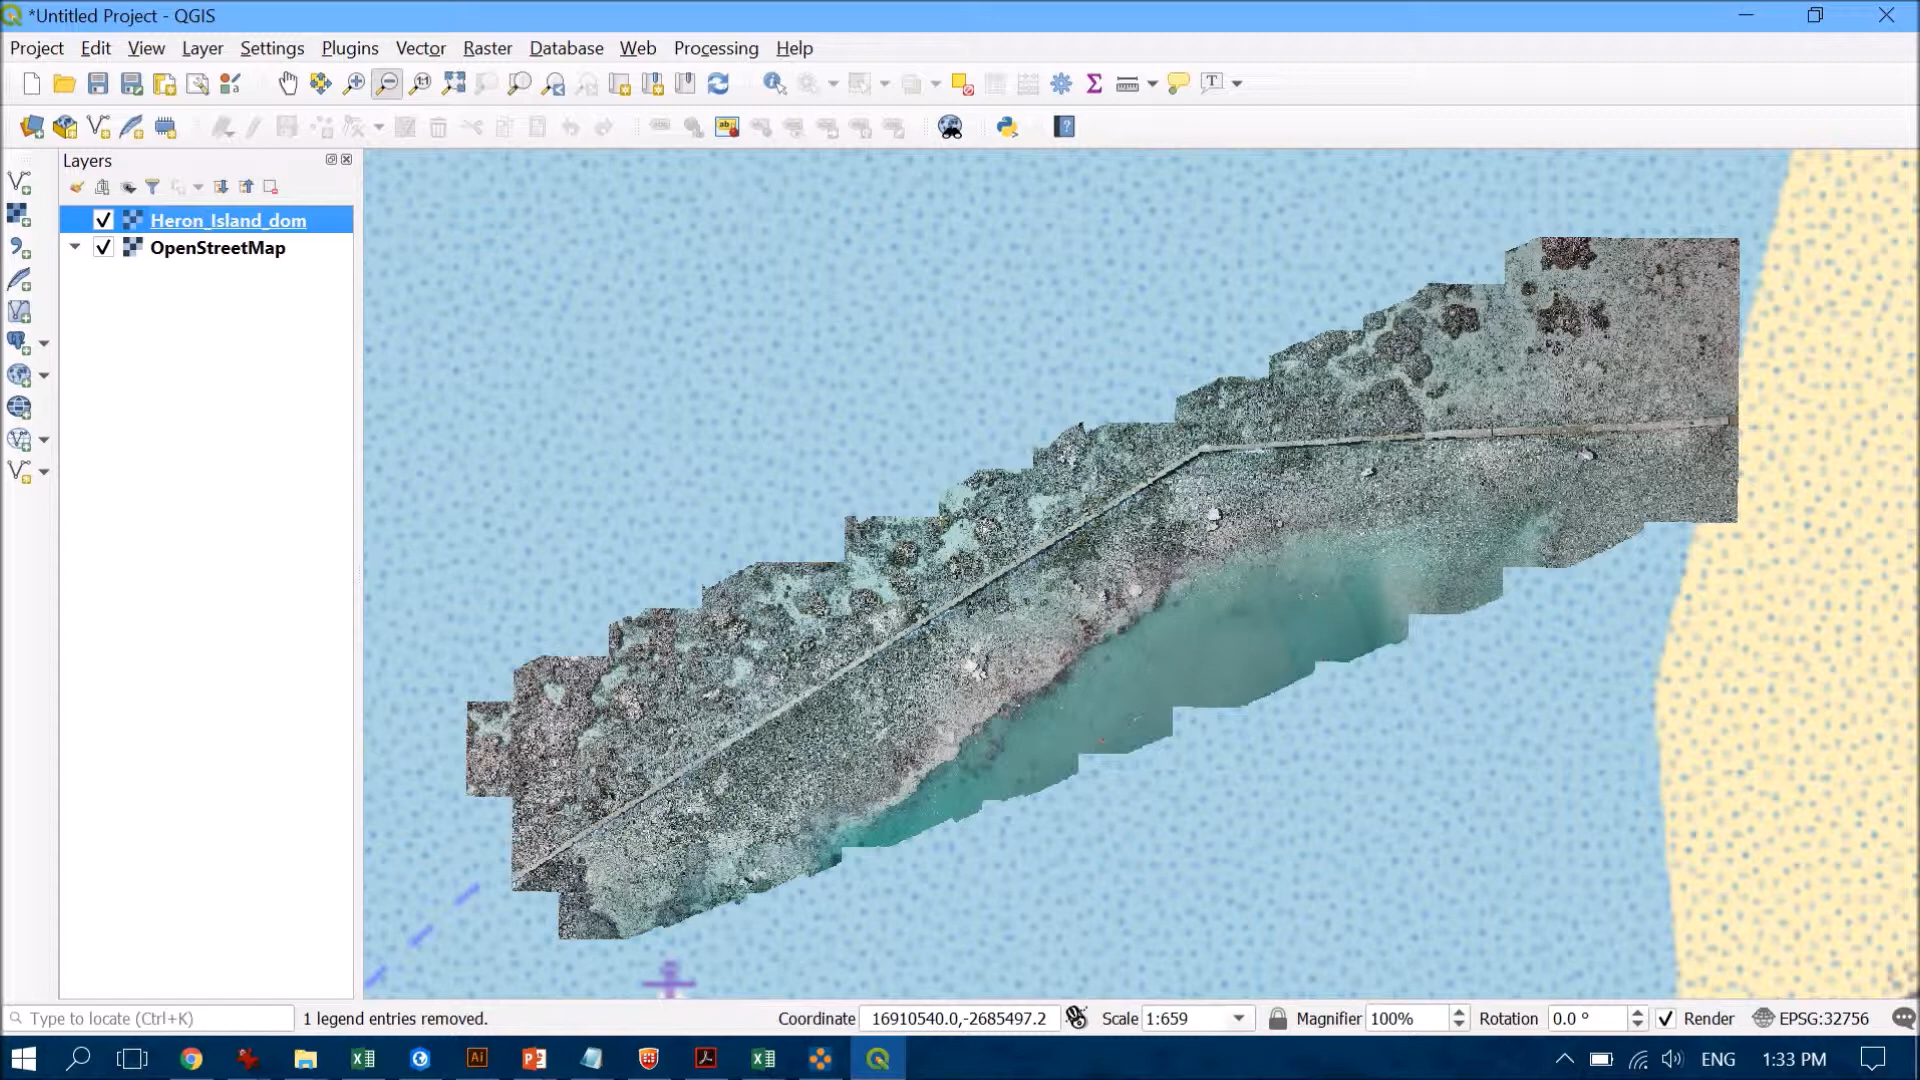 *Untitled Project - QGIS
Project Edit View Layer Settings Plugins Vector Raster Database Web Processing Help
Layers
Heron_Island_dom
OpenStreetMap
Type to locate (Ctrl+K) 1 legend entries removed. Coordinate 16910540.0,-2685497.2 Scale 1:659 Magnifier 100% Rotation 0.0 ° Render EPSG:32756
ENG 1:33 PM